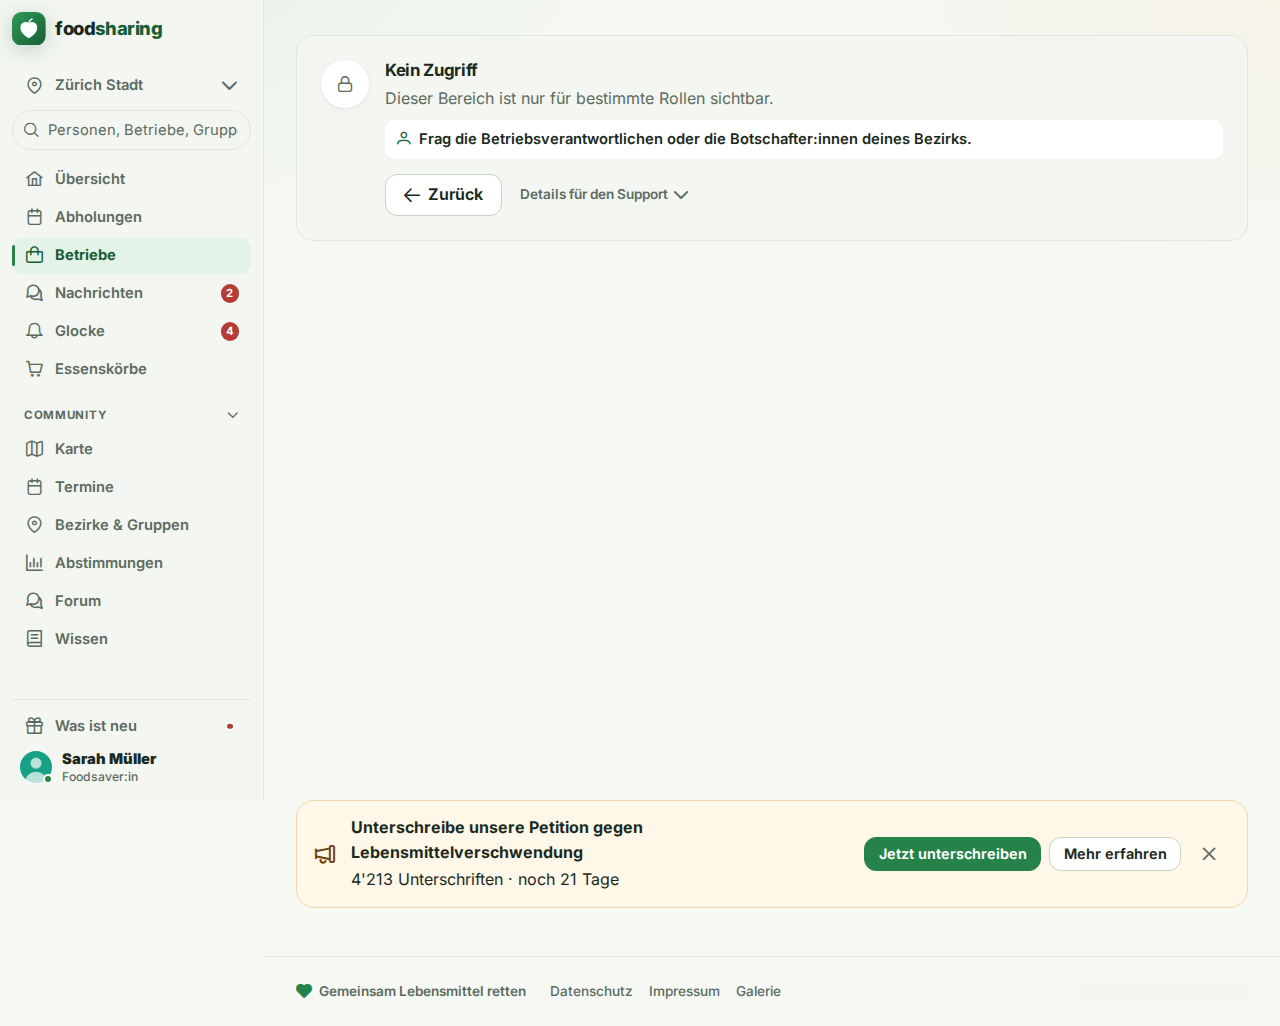 foodsharing
Zürich Stadt
Personen, Betriebe, Grupp
Übersicht
Abholungen
Betriebe
Nachrichten 2
Glocke 4
Essenskörbe
COMMUNITY
Karte
Termine
Bezirke & Gruppen
Abstimmungen
Forum
Wissen
Was ist neu
Sarah Müller
Foodsaver:in
Kein Zugriff
Dieser Bereich ist nur für bestimmte Rollen sichtbar.
Frag die Betriebsverantwortlichen oder die Botschafter:innen deines Bezirks.
Zurück Details für den Support
Unterschreibe unsere Petition gegen
Lebensmittelverschwendung
4'213 Unterschriften · noch 21 Tage
Jetzt unterschreiben Mehr erfahren
Gemeinsam Lebensmittel retten Datenschutz Impressum Galerie